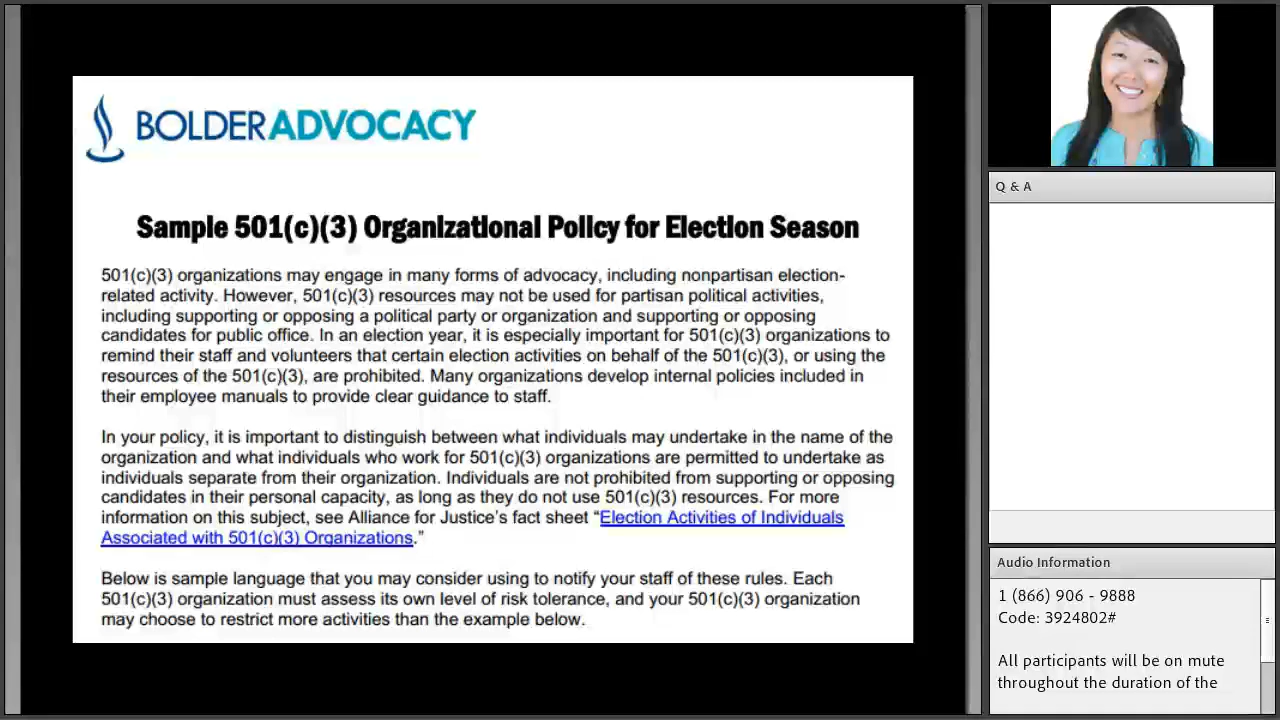 BOLDERADVOCACY
Sample 501(c)(3) Organizational Policy for Election Season
501(c)(3) organizations may engage in many forms of advocacy, including nonpartisan election-
related activity. However, 501(c)(3) resources may not be used for partisan political activities,
including supporting or opposing a political party or organization and supporting or opposing
candidates for public office. In an election year, it is especially important for 501(c)(3) organizations to
remind their staff and volunteers that certain election activities on behalf of the 501(c)(3), or using the
resources of the 501(c)(3), are prohibited. Many organizations develop internal policies included in
their employee manuals to provide clear guidance to staff.
In your policy, it is important to distinguish between what individuals may undertake in the name of the
organization and what individuals who work for 501(c)(3) organizations are permitted to undertake as
individuals separate from their organization. Individuals are not prohibited from supporting or opposing
candidates in their personal capacity, as long as they do not use 501(c)(3) resources. For more
information on this subject, see Alliance for Justice's fact sheet “Election Activities of Individuals
Associated with 501(c)(3) Organizations.”
Below is sample language that you may consider using to notify your staff of these rules. Each
501(c)(3) organization must assess its own level of risk tolerance, and your 501(c)(3) organization
may choose to restrict more activities than the example below.
Q & A
Audio Information
1 (866) 906 - 9888
Code: 3924802#
All participants will be on mute
throughout the duration of the